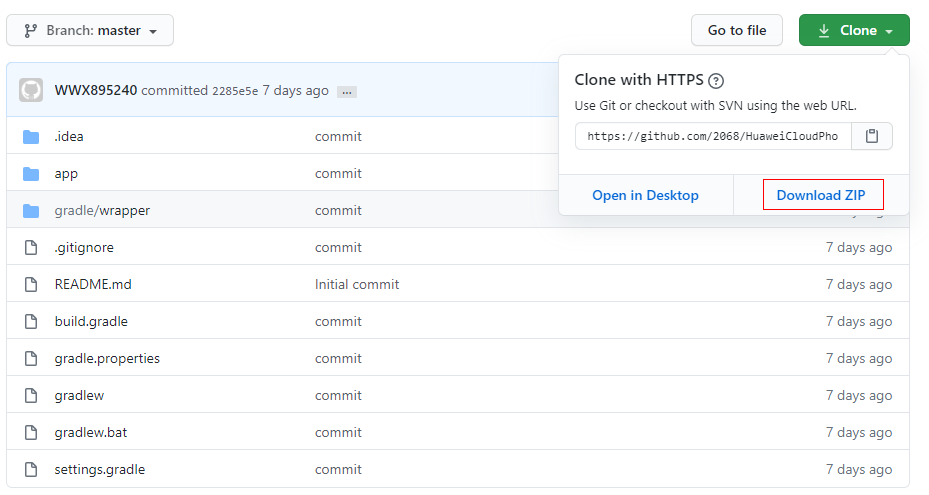 Branch: master
Go to file
Clone
WWX895240 committed 2285e5e 7 days ago ...
Clone with HTTPS ?
Use Git or checkout with SVN using the web URL.
https://github.com/2068/HuaweiCloudPho
Open in Desktop
Download ZIP
.idea commit
app commit
gradle/wrapper commit
.gitignore commit 7 days ago
README.md Initial commit 7 days ago
build.gradle commit 7 days ago
gradle.properties commit 7 days ago
gradlew commit 7 days ago
gradlew.bat commit 7 days ago
settings.gradle commit 7 days ago